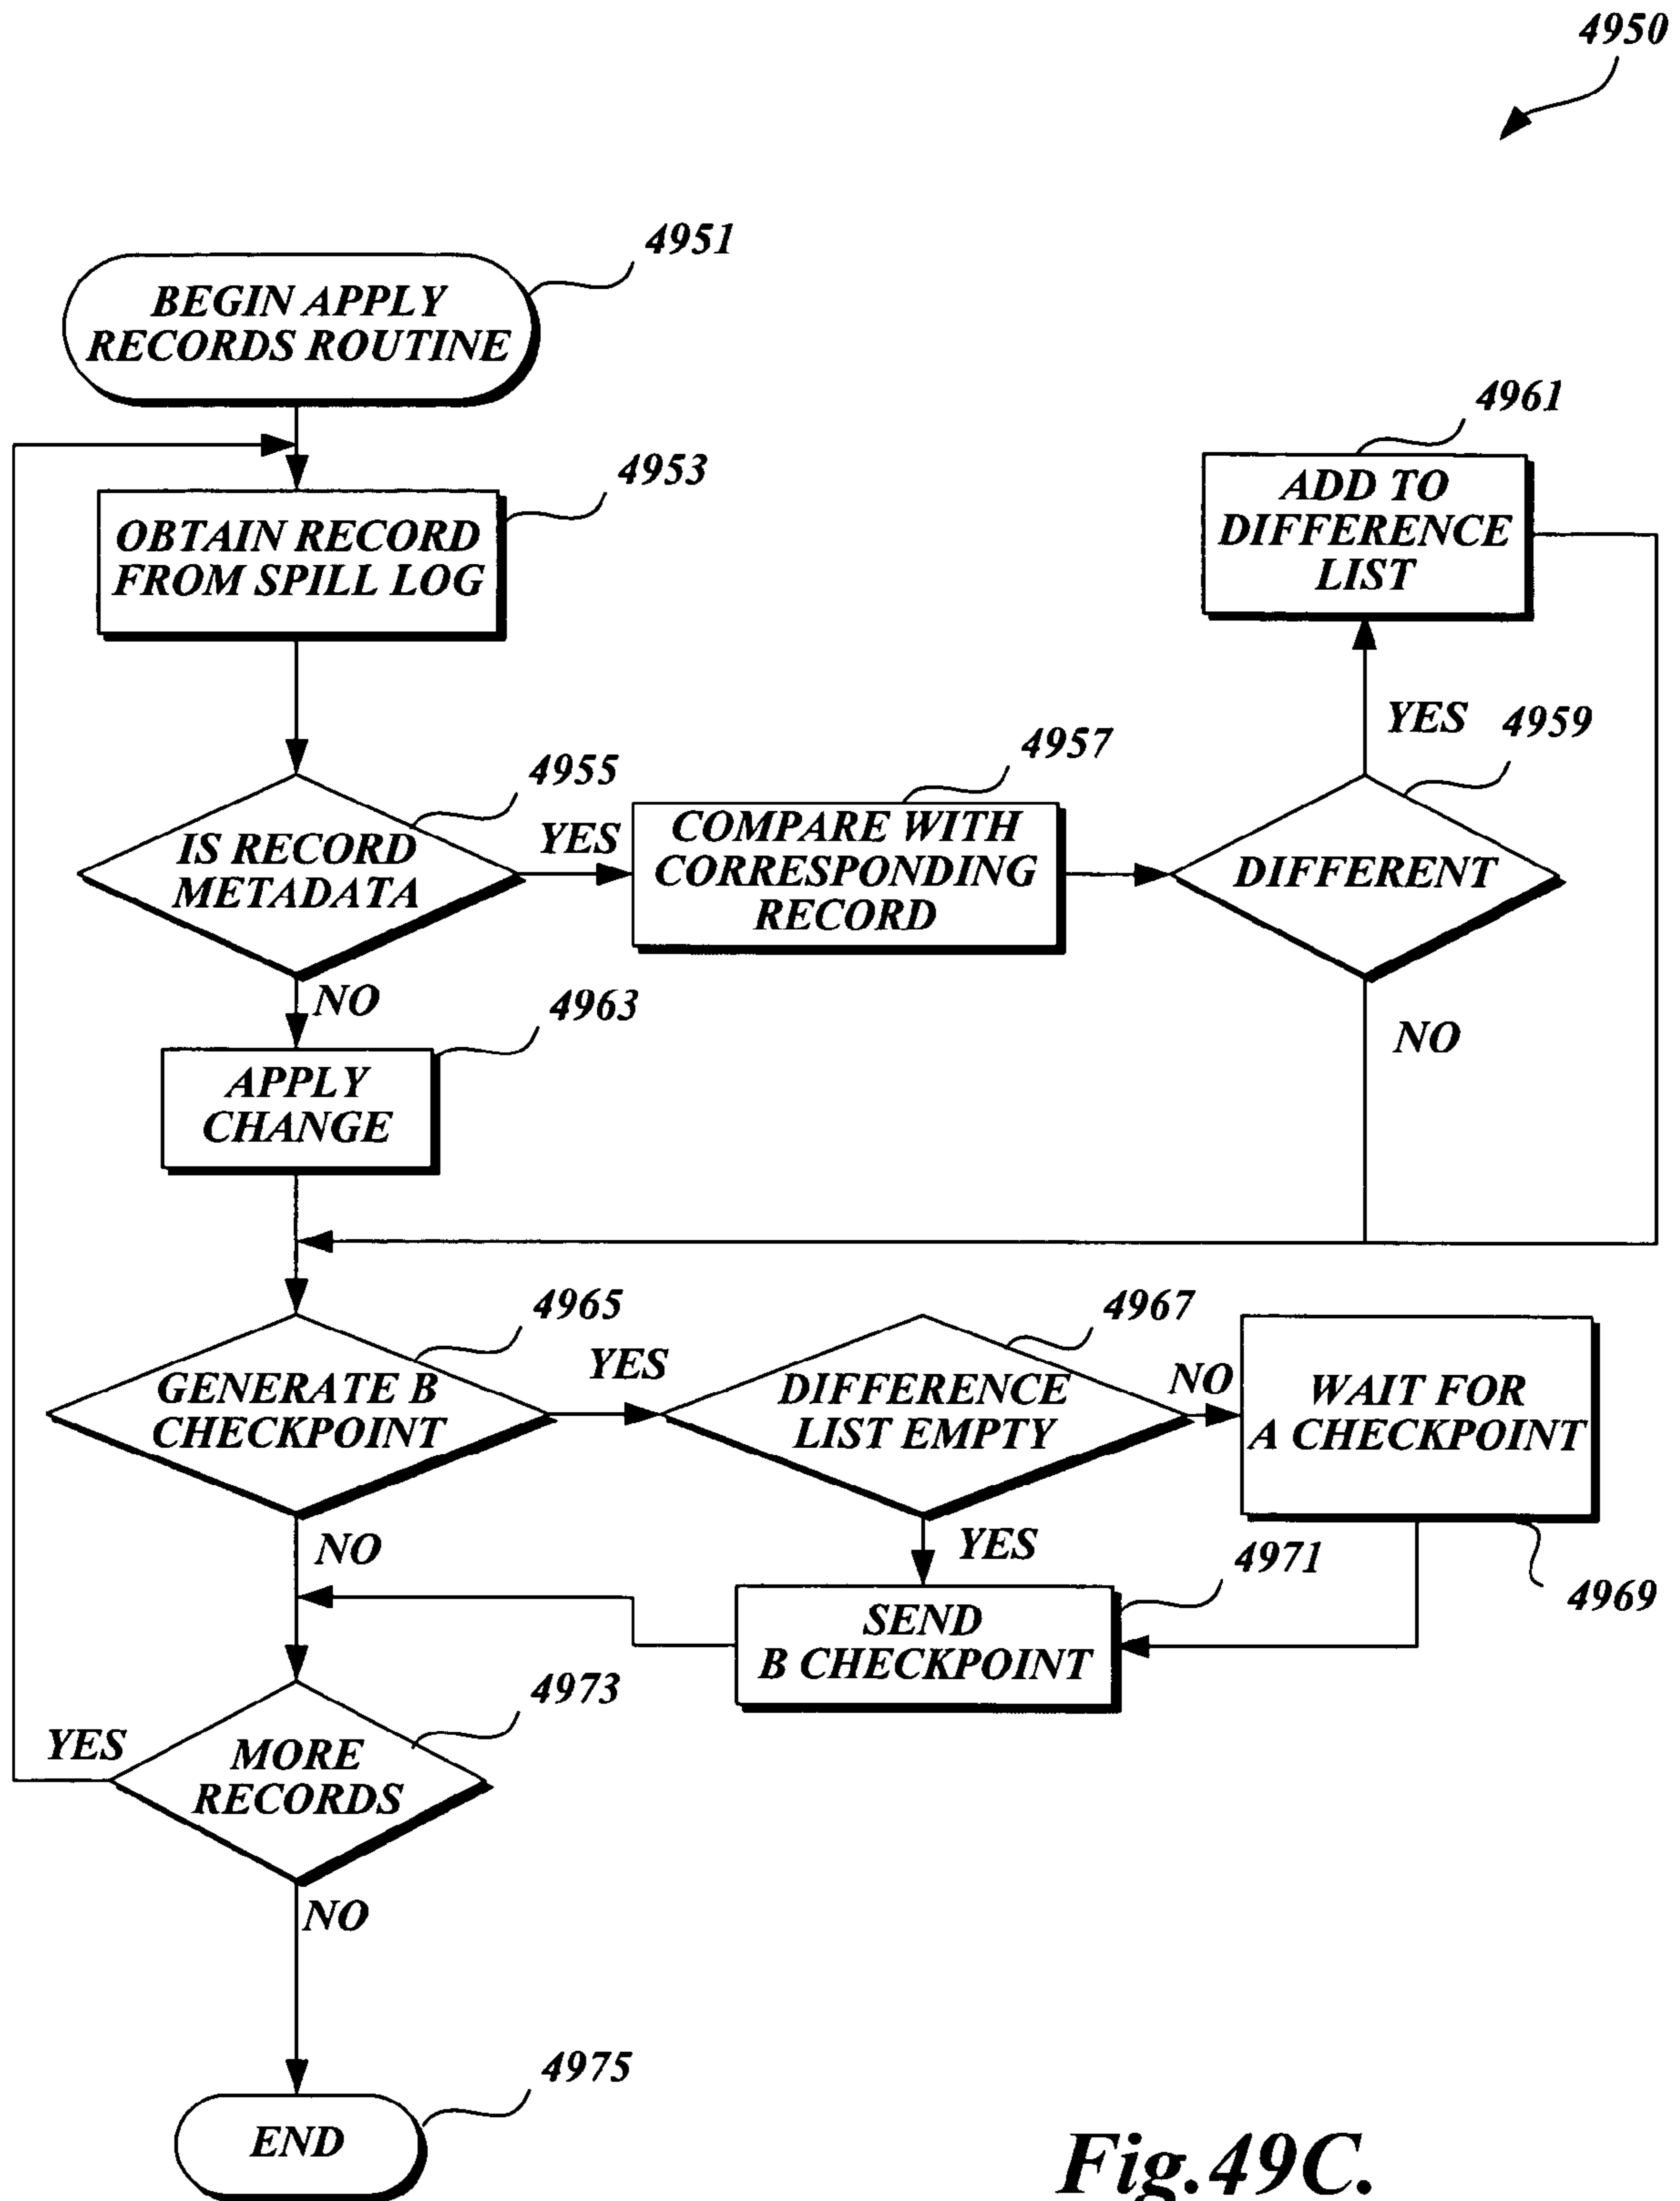 4950
4951
BEGIN APPLY
RECORDS ROUTINE
4953
OBTAIN RECORD
FROM SPILL LOG
4961
ADD TO
DIFFERENCE
LIST
4955
IS RECORD
METADATA
YES
4957
COMPARE WITH
CORRESPONDING
RECORD
YES
4959
DIFFERENT
NO
NO
4963
APPLY
CHANGE
4965
GENERATE B
CHECKPOINT
YES
4967
DIFFERENCE
LIST EMPTY
NO
WAIT FOR
A CHECKPOINT
4969
NO
YES
4971
SEND
B CHECKPOINT
4973
YES
MORE
RECORDS
NO
4975
END
Fig.49C.